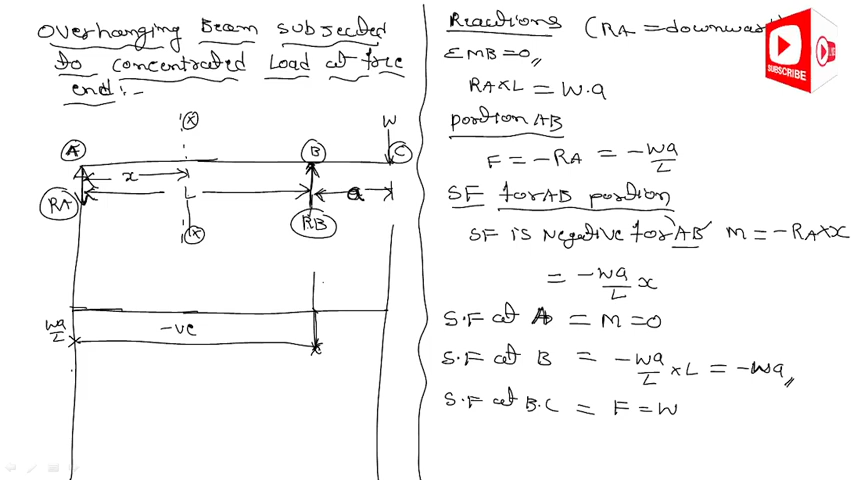 Overhanging Beam subjected
to concentrated Load at free
end:-
W
(x)
A
B
C
x
L
a
RA
RB
(x)
Wa/L
-ve
Reactions (RA = downward)
ΣMB=0,,
RA×L = W.a
portion AB
F = -RA = -Wa/L
SF for AB portion
SF is Negative for AB M = -RA×x
= -Wa/L x
S.F at A = M=0
S.F at B = -Wa/L ×L = -Wa,,
S.F at B.C = F=W
SUBSCRIBE